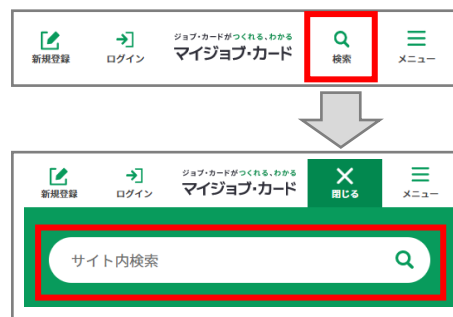 ジョブ・カードがつくれる、わかる
新規登録 ログイン マイジョブ・カード 検索 メニュー
ジョブ・カードがつくれる、わかる
新規登録 ログイン マイジョブ・カード 閉じる メニュー
サイト内検索